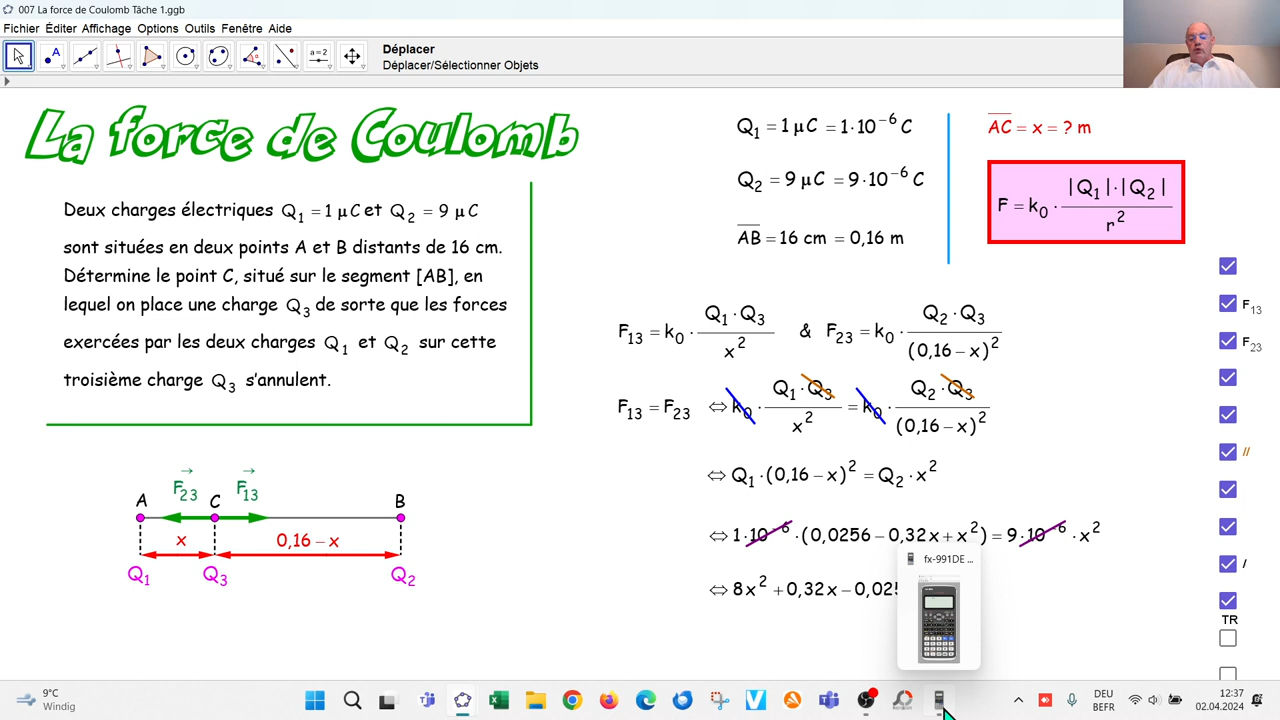 007 La force de Coulomb Tâche 1.ggb
Fichier Éditer Affichage Options Outils Fenêtre Aide
Déplacer
Déplacer/Sélectionner Objets
A
a=2
La force de Coulomb
Deux charges électriques Q₁ = 1 μC et Q₂ = 9 μC
sont situées en deux points A et B distants de 16 cm.
Détermine le point C, situé sur le segment [AB], en
lequel on place une charge Q₃ de sorte que les forces
exercées par les deux charges Q₁ et Q₂ sur cette
troisième charge Q₃ s’annulent.
F₂₃ F₁₃
A C B
x 0,16 – x
Q₁ Q₃ Q₂
Q₁ = 1 μC = 1·10⁻⁶ C
Q₂ = 9 μC = 9·10⁻⁶ C
AB = 16 cm = 0,16 m
AC = x = ? m
F = k₀ · |Q₁|·|Q₂| / r²
F₁₃ = k₀ · Q₁·Q₃ / x² & F₂₃ = k₀ · Q₂·Q₃ / (0,16 – x)²
F₁₃ = F₂₃ ⇔ k₀ · Q₁·Q₃ / x² = k₀ · Q₂·Q₃ / (0,16 – x)²
⇔ Q₁·(0,16 – x)² = Q₂·x²
⇔ 1·10⁻⁶·(0,0256 – 0,32x + x²) = 9·10⁻⁶·x²
⇔ 8x² + 0,32x – 0,025
fx-991DE ...
F₁₃
F₂₃
//
/
TR
9°C
Windig
DEU
BEFR
12:37
02.04.2024